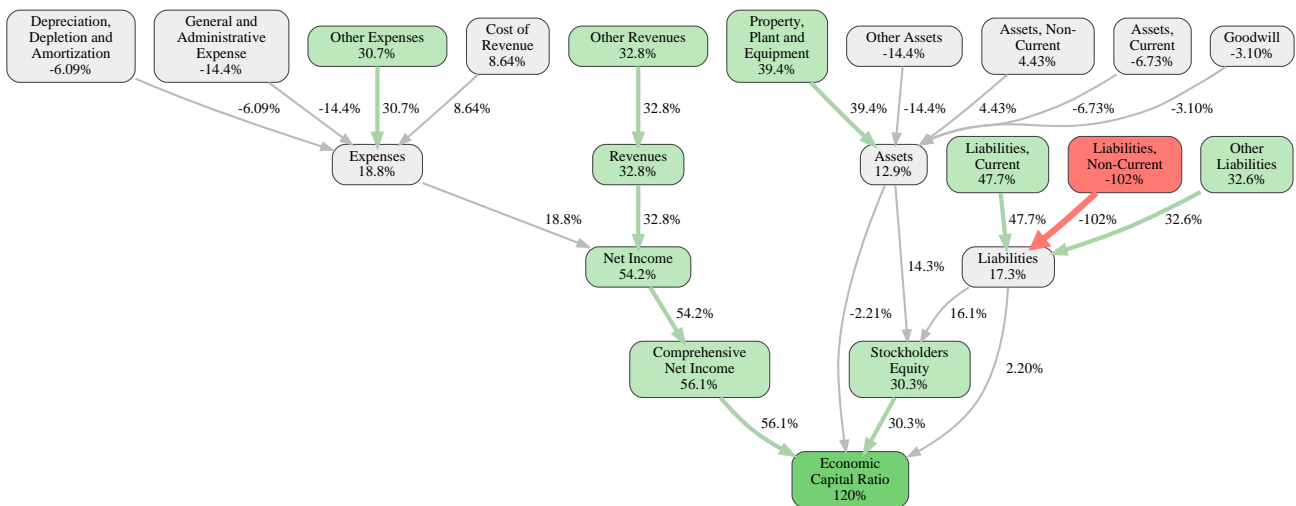 Depreciation,
Depletion and
Amortization
-6.09%
General and
Administrative
Expense
-14.4%
Other Expenses
30.7%
Cost of
Revenue
8.64%
Other Revenues
32.8%
Property,
Plant and
Equipment
39.4%
Other Assets
-14.4%
Assets, Non-
Current
4.43%
Assets,
Current
-6.73%
Goodwill
-3.10%
-6.09%
-14.4%
30.7%
8.64%
32.8%
39.4%
-14.4%
4.43%
-6.73%
-3.10%
Expenses
18.8%
Revenues
32.8%
Assets
12.9%
Liabilities,
Current
47.7%
Liabilities,
Non-Current
-102%
Other
Liabilities
32.6%
18.8%
32.8%
47.7%
-102%
32.6%
Net Income
54.2%
14.3%
Liabilities
17.3%
54.2%
-2.21%
16.1%
Comprehensive
Net Income
56.1%
Stockholders
Equity
30.3%
2.20%
56.1%
30.3%
Economic
Capital Ratio
120%